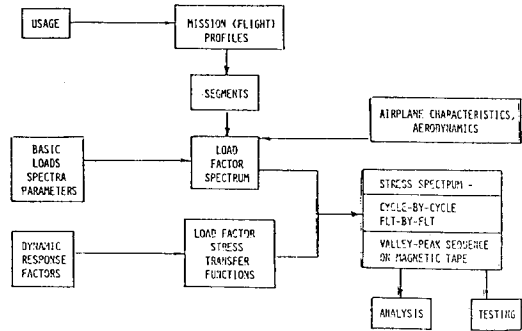 USAGE
MISSION (FLIGHT)
PROFILES
SEGMENTS
AIRPLANE CHARACTERISTICS,
AERODYNAMICS
BASIC
LOADS
SPECTRA
PARAMETERS
LOAD
FACTOR
SPECTRUM
STRESS SPECTRUM -
CYCLE-BY-CYCLE
FLT-BY-FLT
VALLEY-PEAK SEQUENCE
ON MAGNETIC TAPE
DYNAMIC
RESPONSE
FACTORS
LOAD FACTOR
STRESS
TRANSFER
FUNCTIONS
ANALYSIS
TESTING